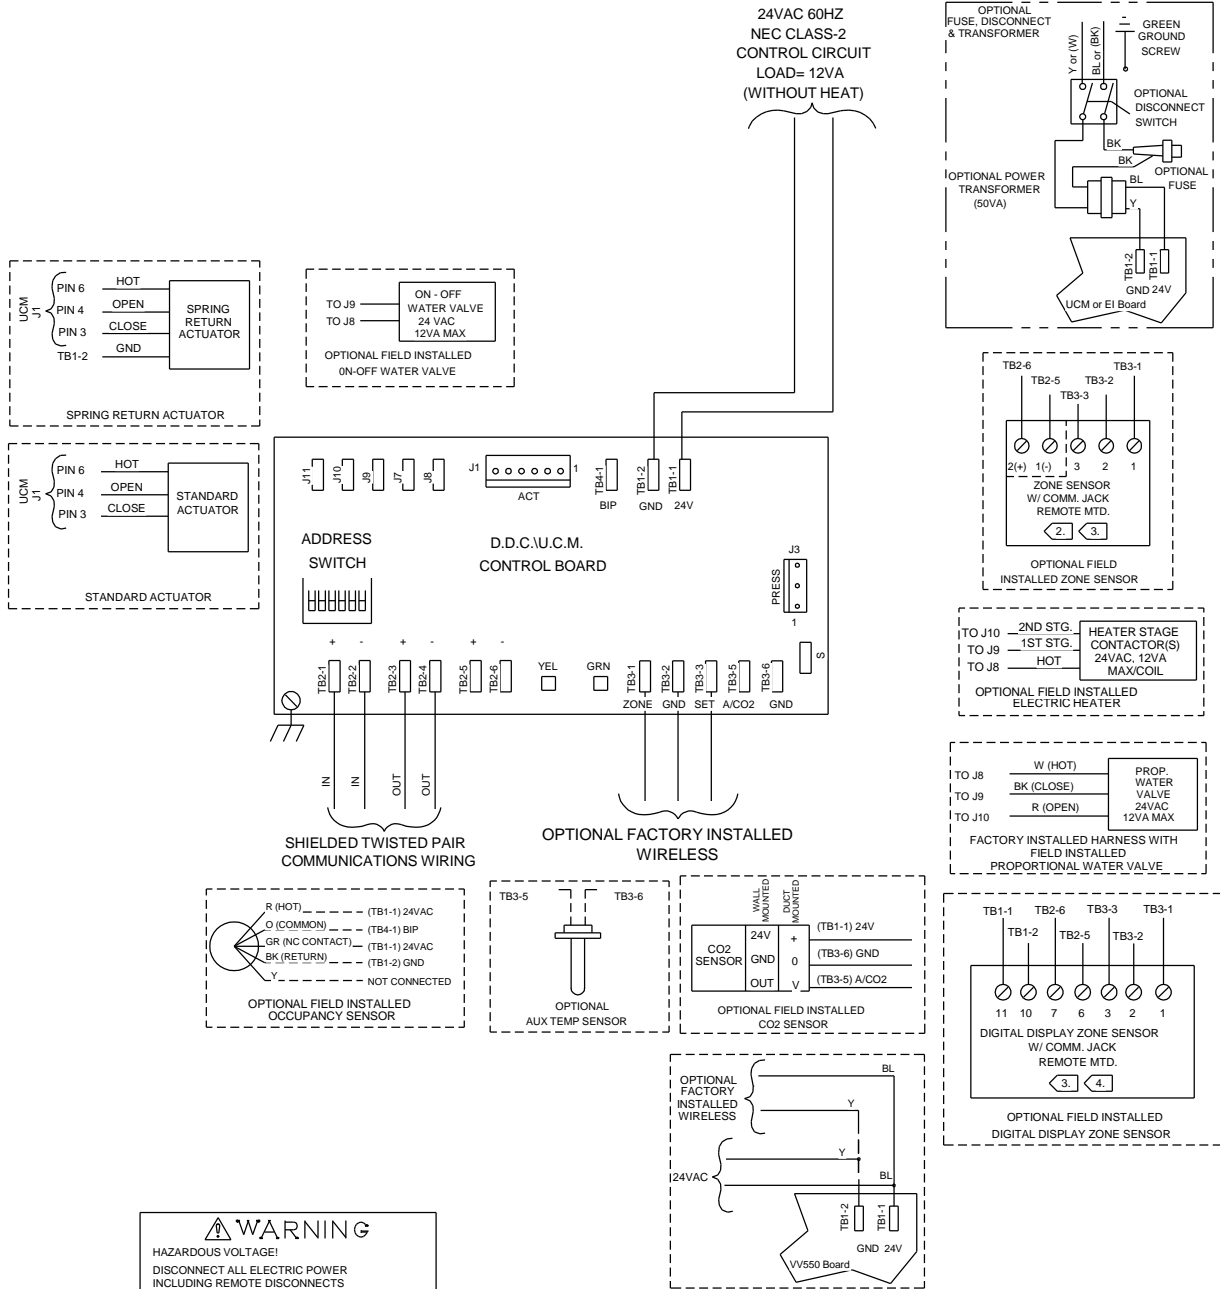 24VAC 60HZ
NEC CLASS-2
CONTROL CIRCUIT
LOAD= 12VA
(WITHOUT HEAT)
OPTIONAL
FUSE, DISCONNECT
& TRANSFORMER
Y or (W)
BL or (BK)
GREEN
GROUND
SCREW
OPTIONAL
DISCONNECT
SWITCH
BK
BK
OPTIONAL
FUSE
OPTIONAL POWER
TRANSFORMER
(50VA)
BL
Y
TB1-2
TB1-1
GND 24V
UCM or EI Board
UCM
J1
PIN 6
HOT
PIN 4
OPEN
PIN 3
CLOSE
TB1-2
GND
SPRING
RETURN
ACTUATOR
SPRING RETURN ACTUATOR
TO J9
TO J8
ON - OFF
WATER VALVE
24 VAC
12VA MAX
OPTIONAL FIELD INSTALLED
0N-OFF WATER VALVE
UCM
J1
PIN 6
HOT
PIN 4
OPEN
PIN 3
CLOSE
STANDARD
ACTUATOR
STANDARD ACTUATOR
J11
J10
J9
J7
J8
J1
1
ACT
TB4-1
BIP
TB1-2
GND
TB1-1
24V
ADDRESS
SWITCH
D.D.C.\U.C.M.
CONTROL BOARD
J3
PRESS
1
S
+ - + - + -
TB2-1
TB2-2
TB2-3
TB2-4
TB2-5
TB2-6
YEL
GRN
TB3-1
TB3-2
TB3-3
TB3-5
TB3-6
ZONE GND SET A/CO2 GND
IN
IN
OUT
OUT
SHIELDED TWISTED PAIR
COMMUNICATIONS WIRING
OPTIONAL FACTORY INSTALLED
WIRELESS
TB2-6
TB2-5
TB3-3
TB3-2
TB3-1
2(+) 1(-) 3 2 1
ZONE SENSOR
W/ COMM. JACK
REMOTE MTD.
2. 3.
OPTIONAL FIELD
INSTALLED ZONE SENSOR
TO J10 2ND STG.
TO J9 1ST STG.
TO J8 HOT
HEATER STAGE
CONTACTOR(S)
24VAC, 12VA
MAX/COIL
OPTIONAL FIELD INSTALLED
ELECTRIC HEATER
TO J8 W (HOT)
TO J9 BK (CLOSE)
TO J10 R (OPEN)
PROP.
WATER
VALVE
24VAC
12VA MAX
FACTORY INSTALLED HARNESS WITH
FIELD INSTALLED
PROPORTIONAL WATER VALVE
R (HOT) (TB1-1) 24VAC
O (COMMON) (TB4-1) BIP
GR (NC CONTACT) (TB1-1) 24VAC
BK (RETURN) (TB1-2) GND
Y NOT CONNECTED
OPTIONAL FIELD INSTALLED
OCCUPANCY SENSOR
TB3-5 TB3-6
OPTIONAL
AUX TEMP SENSOR
WALL
MOUNTED
DUCT
MOUNTED
CO2
SENSOR
24V + (TB1-1) 24V
GND 0 (TB3-6) GND
OUT V (TB3-5) A/CO2
OPTIONAL FIELD INSTALLED
CO2 SENSOR
TB1-1
TB1-2
TB2-6
TB2-5
TB3-3
TB3-2
TB3-1
11 10 7 6 3 2 1
DIGITAL DISPLAY ZONE SENSOR
W/ COMM. JACK
REMOTE MTD.
3. 4.
OPTIONAL FIELD INSTALLED
DIGITAL DISPLAY ZONE SENSOR
OPTIONAL
FACTORY
INSTALLED
WIRELESS
BL
Y
24VAC
Y
BL
TB1-2
TB1-1
GND 24V
VV550 Board
WARNING
HAZARDOUS VOLTAGE!
DISCONNECT ALL ELECTRIC POWER
INCLUDING REMOTE DISCONNECTS